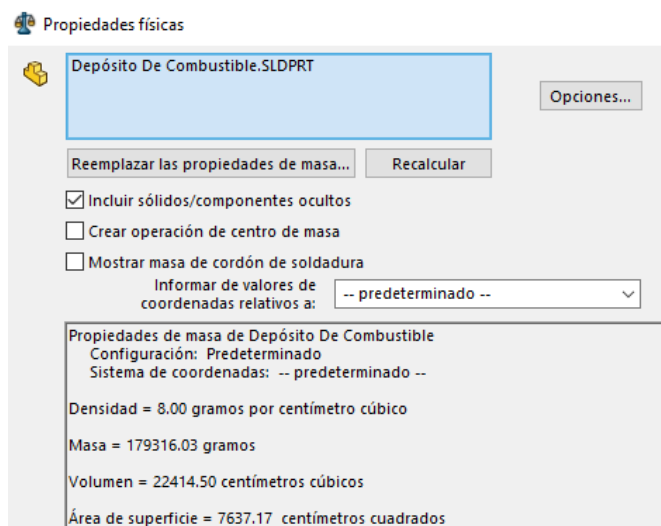 Propiedades físicas
Depósito De Combustible.SLDPRT
Opciones...
Reemplazar las propiedades de masa...
Recalcular
Incluir sólidos/componentes ocultos
Crear operación de centro de masa
Mostrar masa de cordón de soldadura
Informar de valores de
coordenadas relativos a:
-- predeterminado --
Propiedades de masa de Depósito De Combustible
Configuración: Predeterminado
Sistema de coordenadas: -- predeterminado --
Densidad = 8.00 gramos por centímetro cúbico
Masa = 179316.03 gramos
Volumen = 22414.50 centímetros cúbicos
Área de superficie = 7637.17 centímetros cuadrados